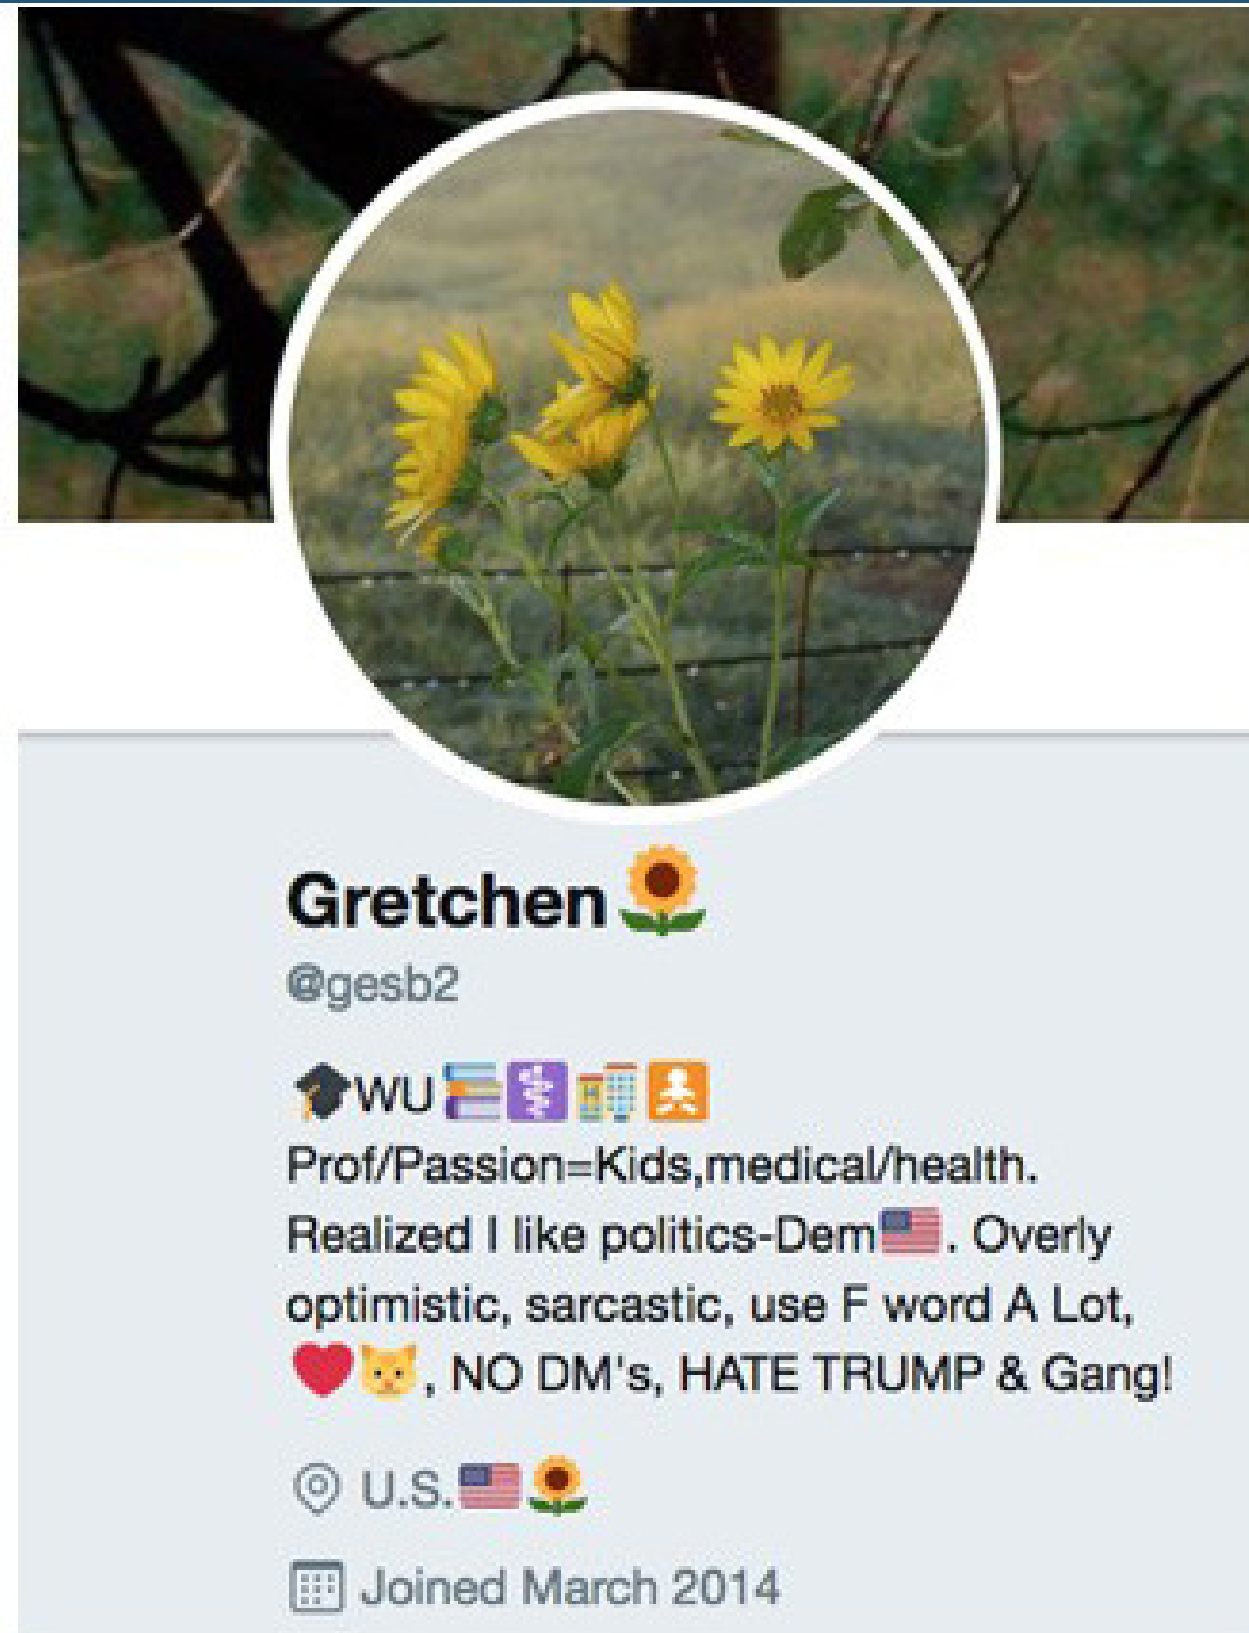 Gretchen🌻
@gesb2
🎓WU📚⚕️🏨🚼
Prof/Passion=Kids,medical/health.
Realized I like politics-Dem🇺🇸. Overly
optimistic, sarcastic, use F word A Lot,
❤️🐱, NO DM's, HATE TRUMP & Gang!
U.S.🇺🇸🌻
Joined March 2014